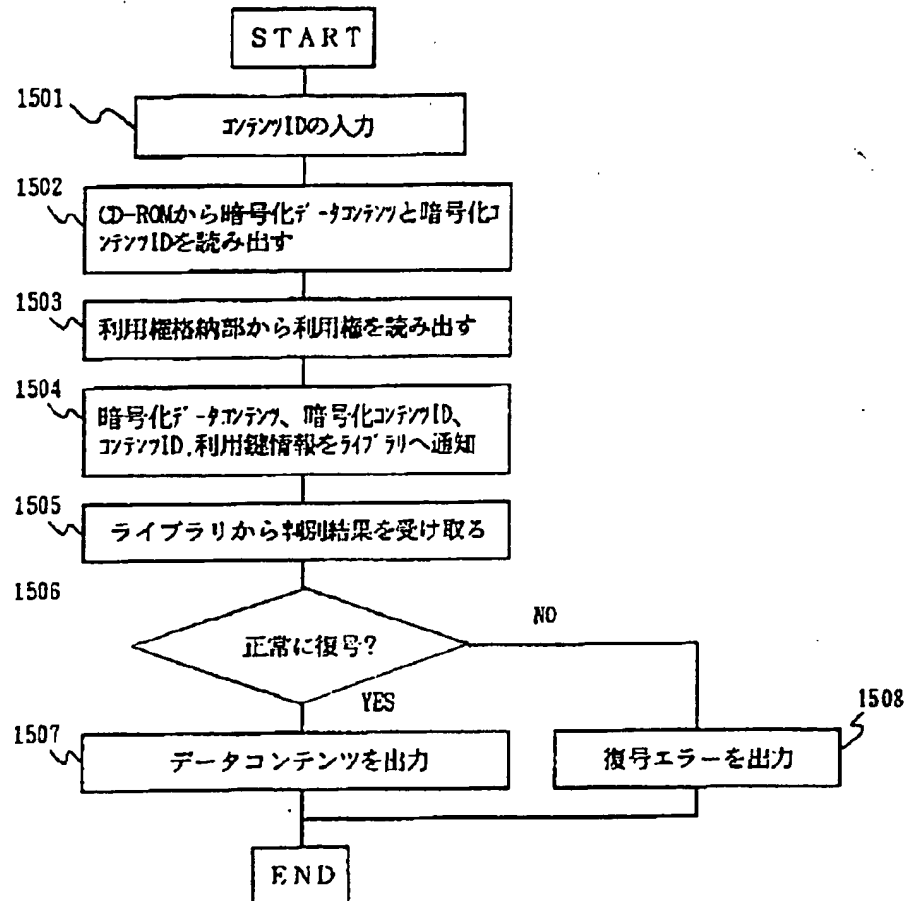 START
1501
コンテンツIDの入力
1502
CD-ROMから暗号化データコンテンツと暗号化コ
ンテンツIDを読み出す
1503
利用権格納部から利用権を読み出す
1504
暗号化データコンテンツ、暗号化コンテンツID、
コンテンツID、利用鍵情報をライブラリへ通知
1505
ライブラリから判別結果を受け取る
1506
正常に復号?
NO
YES
1507
データコンテンツを出力
1508
復号エラーを出力
END